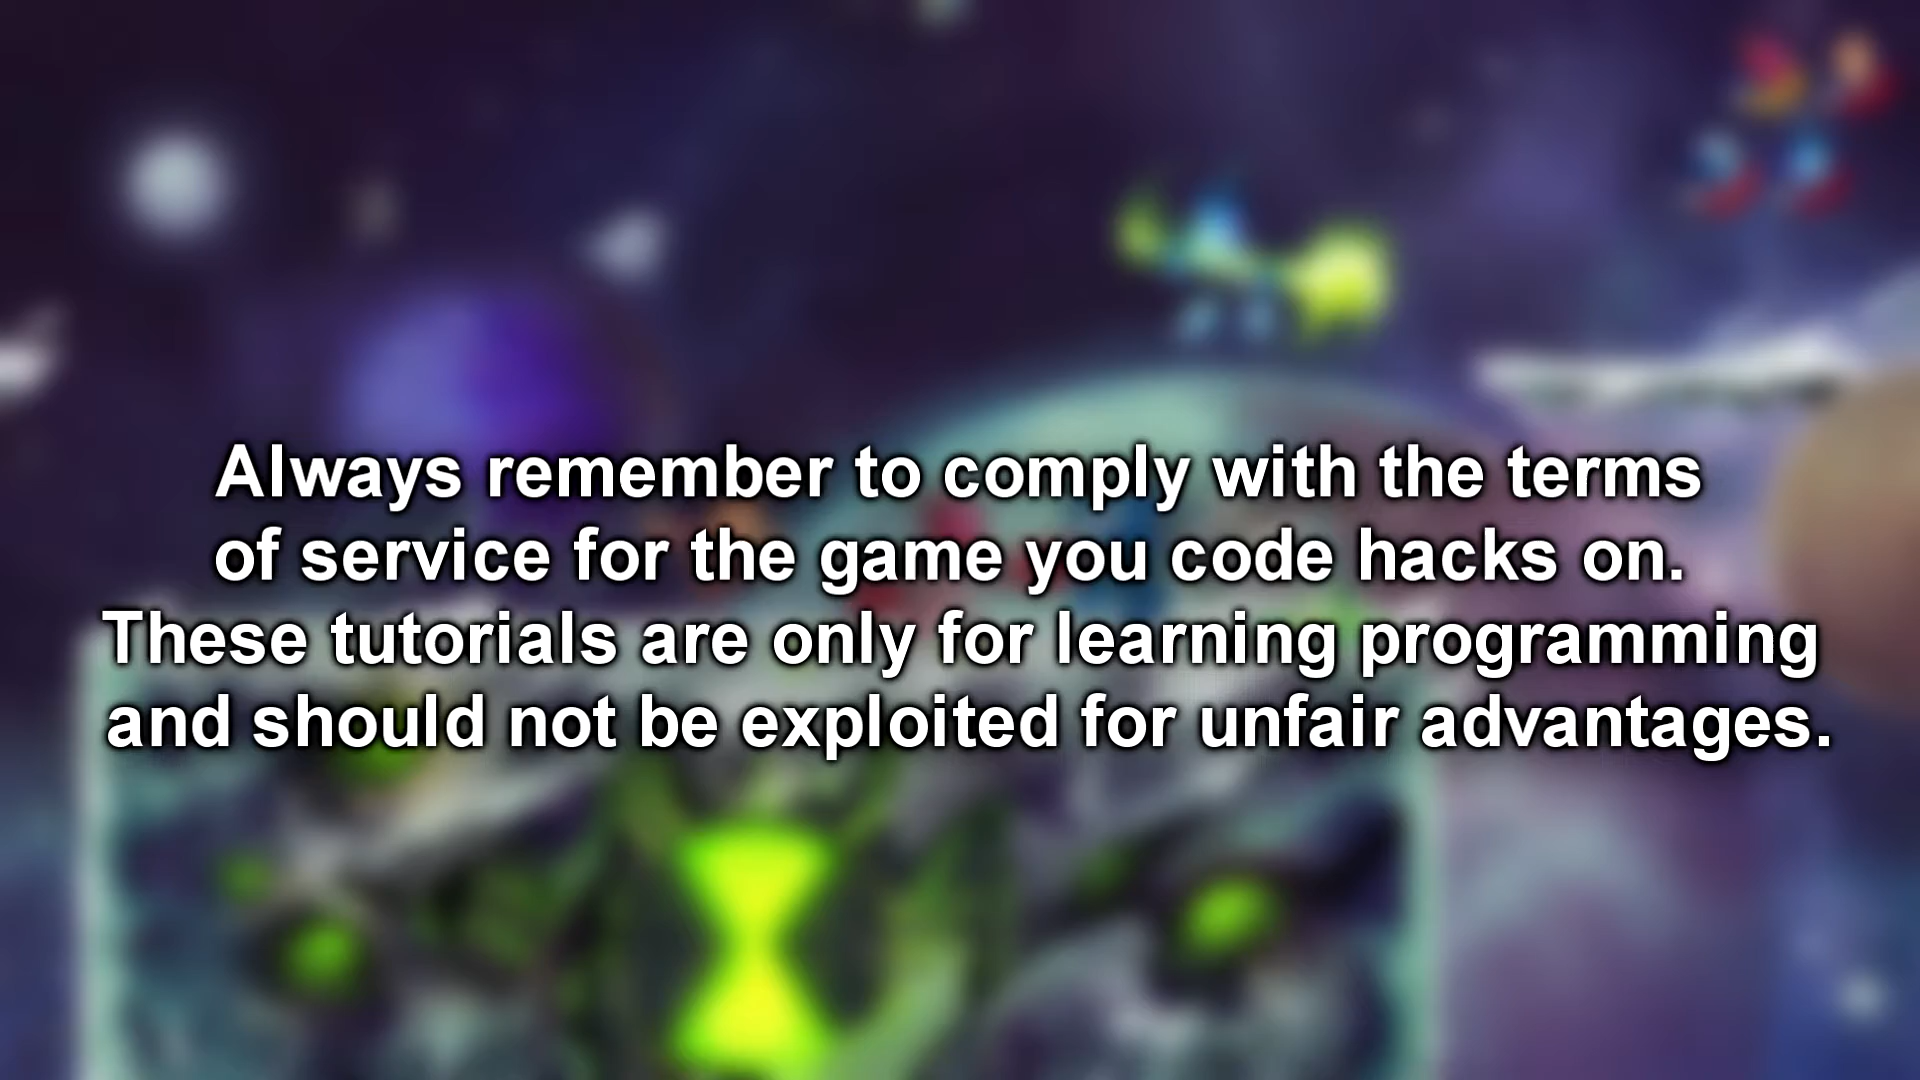 Always remember to comply with the terms
of service for the game you code hacks on.
These tutorials are only for learning programming
and should not be exploited for unfair advantages.